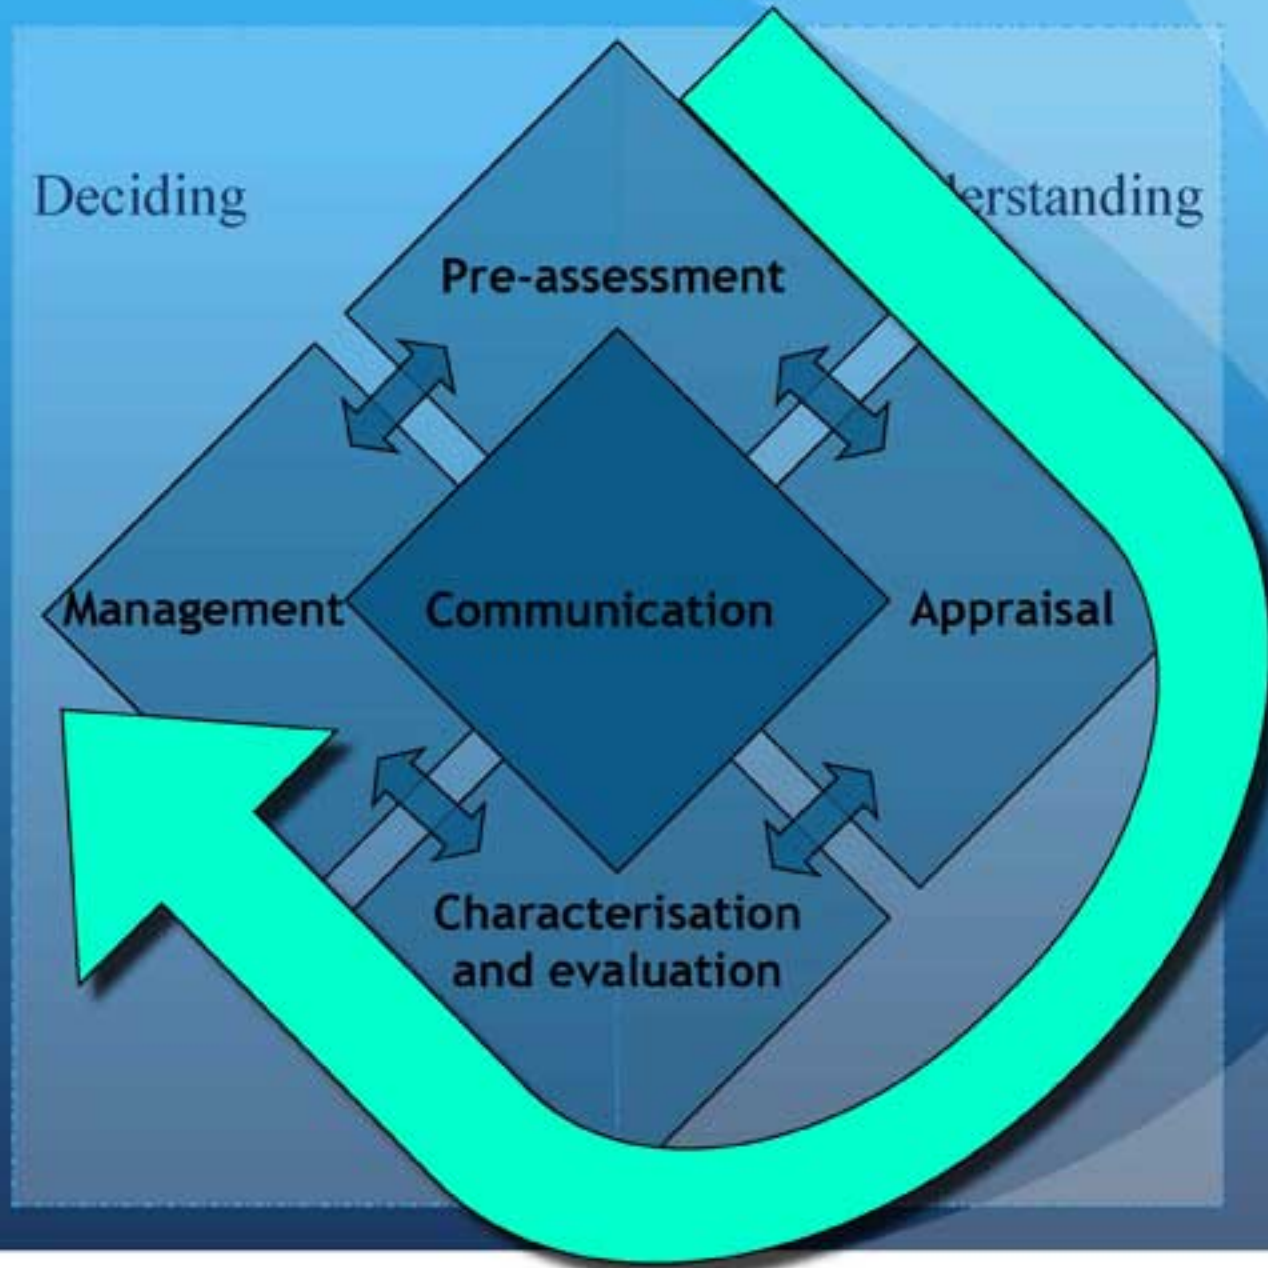 Deciding
erstanding
Pre-assessment
Management
Communication
Appraisal
Characterisation
and evaluation